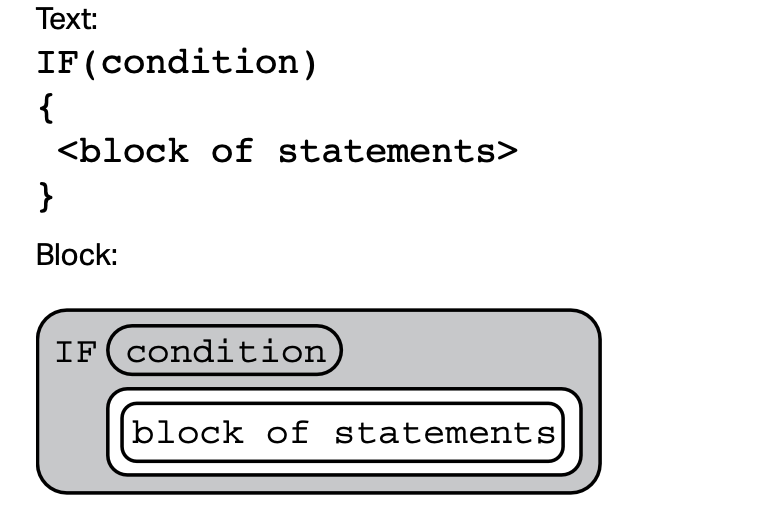 Text:
IF(condition)
{
<block of statements>
}
Block:
IF condition
block of statements